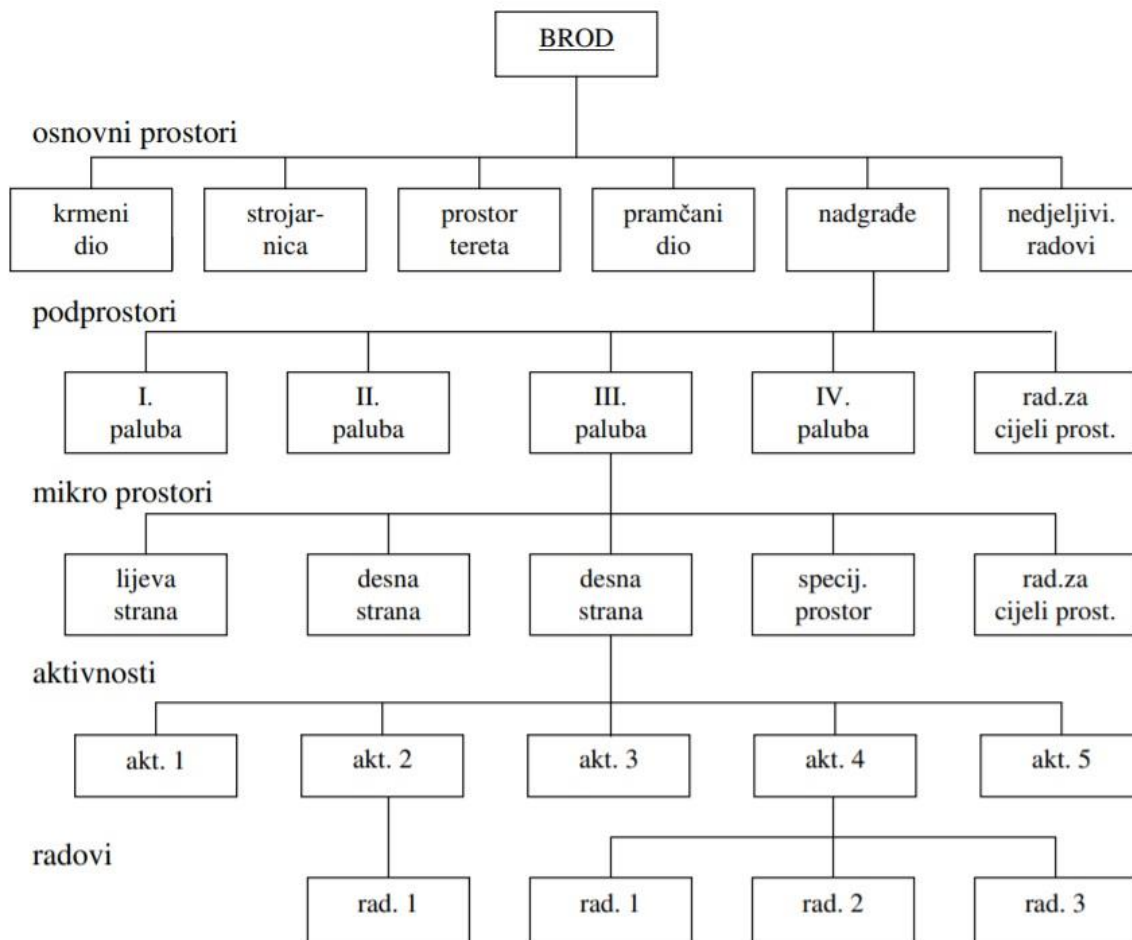 BROD
osnovni prostori
krmeni
dio
strojar-
nica
prostor
tereta
pramčani
dio
nadgrađe
nedjeljivi.
radovi
podprostori
I.
paluba
II.
paluba
III.
paluba
IV.
paluba
rad.za
cijeli prost.
mikro prostori
lijeva
strana
desna
strana
desna
strana
specij.
prostor
rad.za
cijeli prost.
aktivnosti
akt. 1
akt. 2
akt. 3
akt. 4
akt. 5
radovi
rad. 1
rad. 1
rad. 2
rad. 3